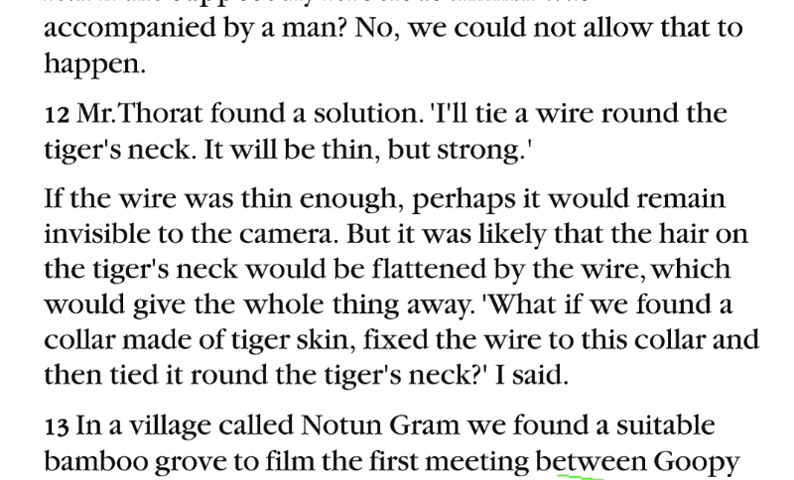 accompanied by a man? No, we could not allow that to
happen.
12 Mr.Thorat found a solution. 'I'll tie a wire round the
tiger's neck. It will be thin, but strong.'
If the wire was thin enough, perhaps it would remain
invisible to the camera. But it was likely that the hair on
the tiger's neck would be flattened by the wire, which
would give the whole thing away. 'What if we found a
collar made of tiger skin, fixed the wire to this collar and
then tied it round the tiger's neck?' I said.
13 In a village called Notun Gram we found a suitable
bamboo grove to film the first meeting between Goopy